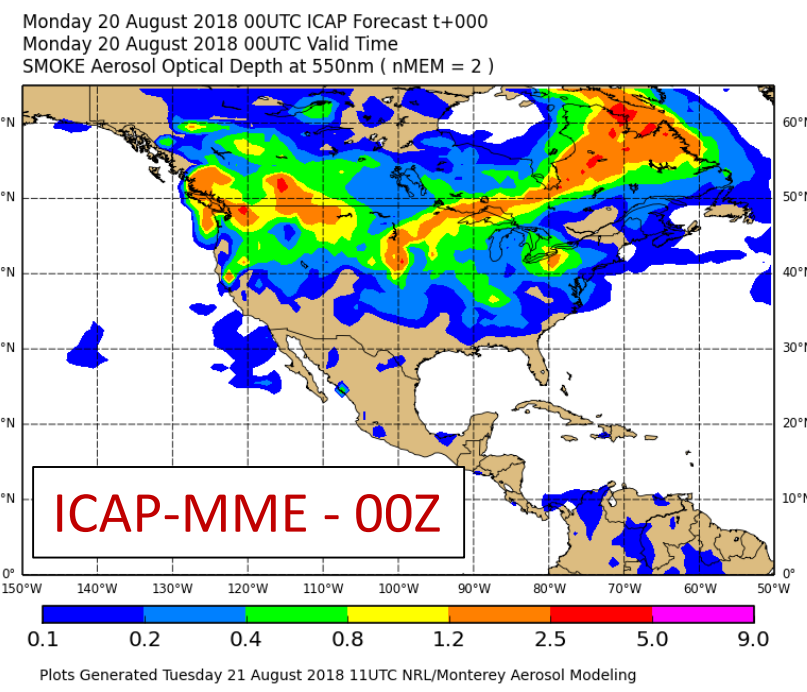 Monday 20 August 2018 00UTC ICAP Forecast t+000
Monday 20 August 2018 00UTC Valid Time
SMOKE Aerosol Optical Depth at 550nm ( nMEM = 2 )
°N 60°N
°N 50°N
°N 40°N
°N 30°N
°N 20°N
°N 10°N
0° 0°
ICAP-MME - 00Z
150°W 140°W 130°W 120°W 110°W 100°W 90°W 80°W 70°W 60°W 50°W
0.1 0.2 0.4 0.8 1.2 2.5 5.0 9.0
Plots Generated Tuesday 21 August 2018 11UTC NRL/Monterey Aerosol Modeling